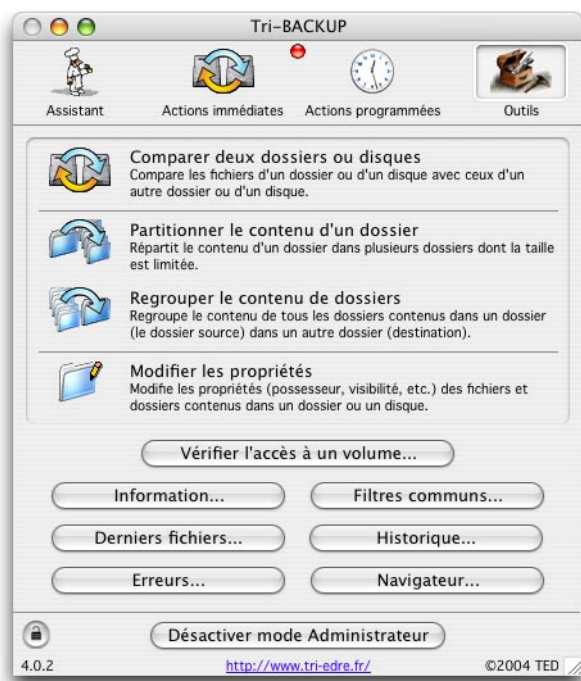 Tri-BACKUP
Assistant
Actions immédiates
Actions programmées
Outils
Comparer deux dossiers ou disques
Compare les fichiers d'un dossier ou d'un disque avec ceux d'un
autre dossier ou d'un disque.
Partitionner le contenu d'un dossier
Répartit le contenu d'un dossier dans plusieurs dossiers dont la taille
est limitée.
Regrouper le contenu de dossiers
Regroupe le contenu de tous les dossiers contenus dans un dossier
(le dossier source) dans un autre dossier (destination).
Modifier les propriétés
Modifie les propriétés (possesseur, visibilité, etc.) des fichiers et
dossiers contenus dans un dossier ou un disque.
Vérifier l'accès à un volume...
Information...
Filtres communs...
Derniers fichiers...
Historique...
Erreurs...
Navigateur...
Désactiver mode Administrateur
4.0.2
http://www.tri-edre.fr/
©2004 TED